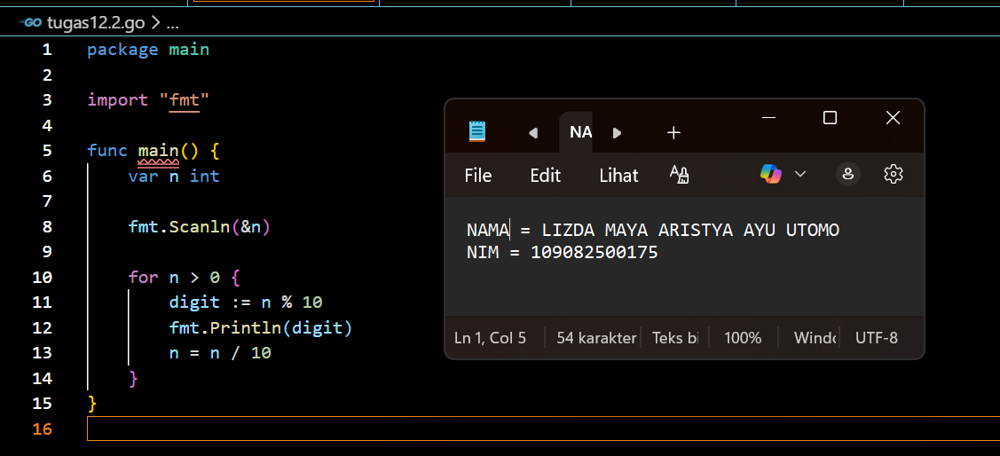 GO tugas12.2.go > ...
1 package main
2
3 import "fmt"
4
5 func main() {
6 var n int
7
8 fmt.Scanln(&n)
9
10 for n > 0 {
11 digit := n % 10
12 fmt.Println(digit)
13 n = n / 10
14 }
15 }
16
NA
File Edit Lihat
NAMA = LIZDA MAYA ARISTYA AYU UTOMO
NIM = 109082500175
Ln 1, Col 5 54 karakter Teks bi 100% Windo UTF-8